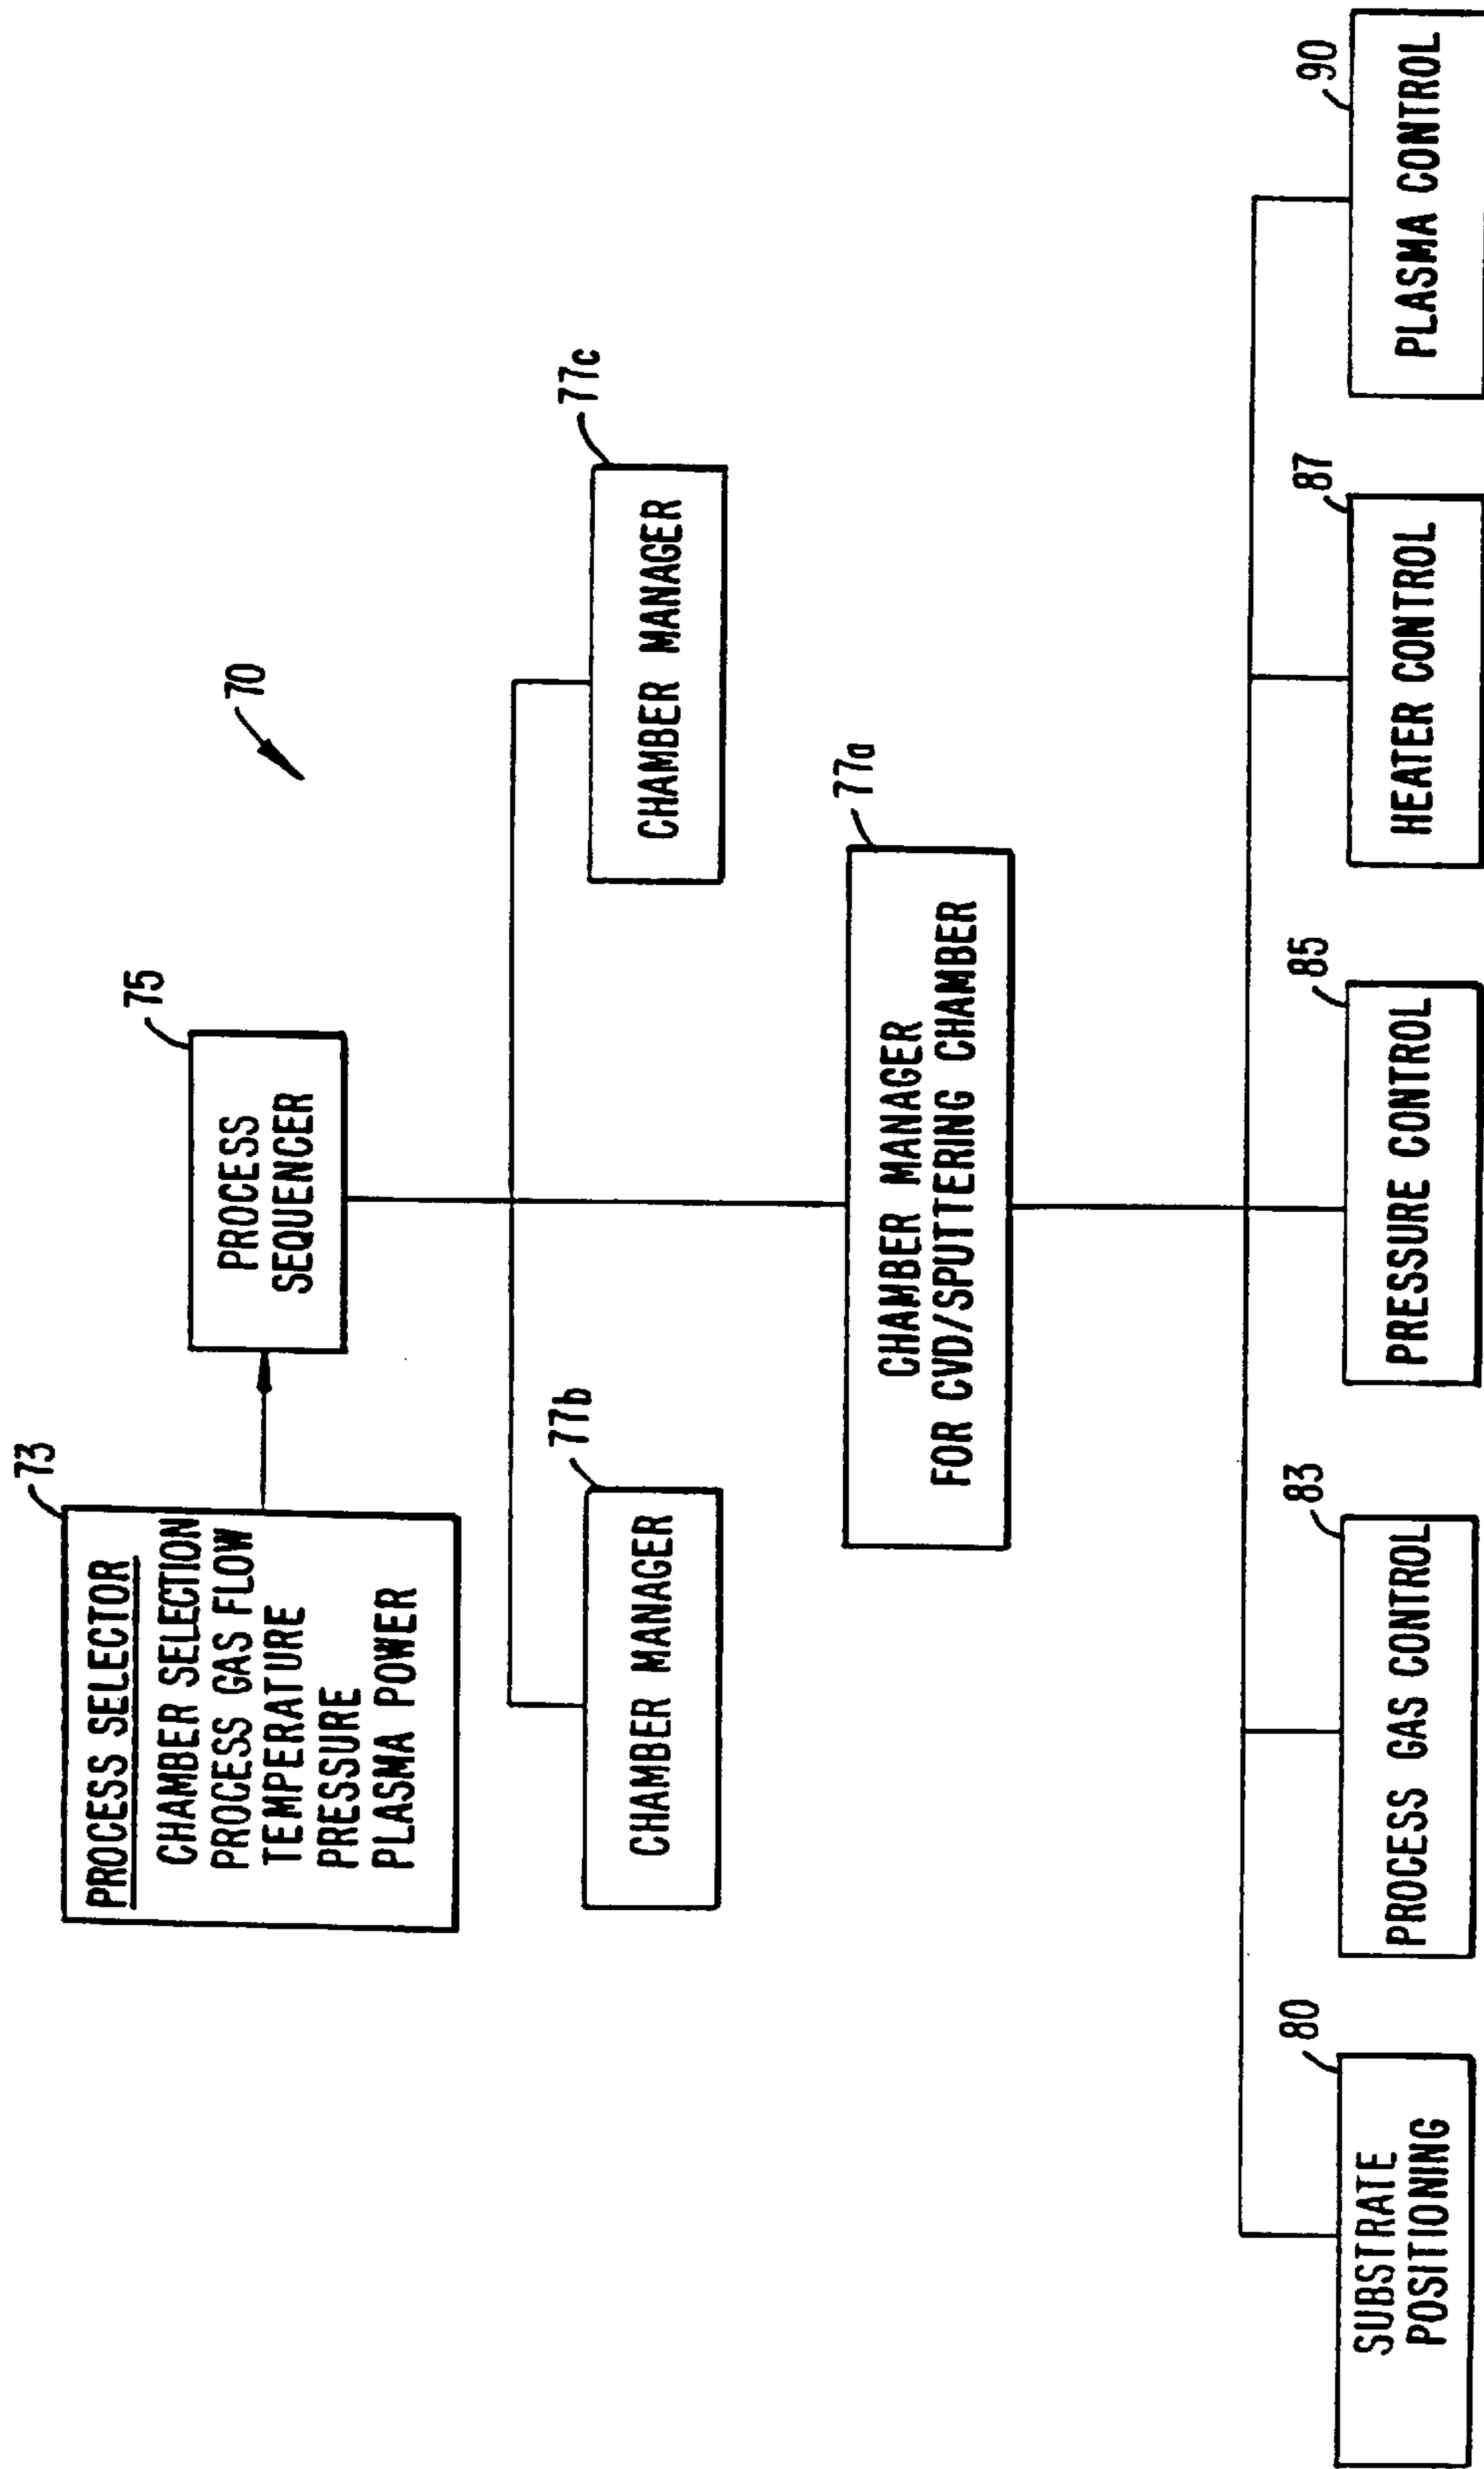 70
73
PROCESS SELECTOR
CHAMBER SELECTION
PROCESS GAS FLOW
TEMPERATURE
PRESSURE
PLASMA POWER
75
PROCESS
SEQUENCER
77b
CHAMBER MANAGER
77c
CHAMBER MANAGER
77a
CHAMBER MANAGER
FOR CVD/SPUTTERING CHAMBER
80
SUBSTRATE
POSITIONING
83
PROCESS GAS CONTROL
85
PRESSURE CONTROL
87
HEATER CONTROL
90
PLASMA CONTROL